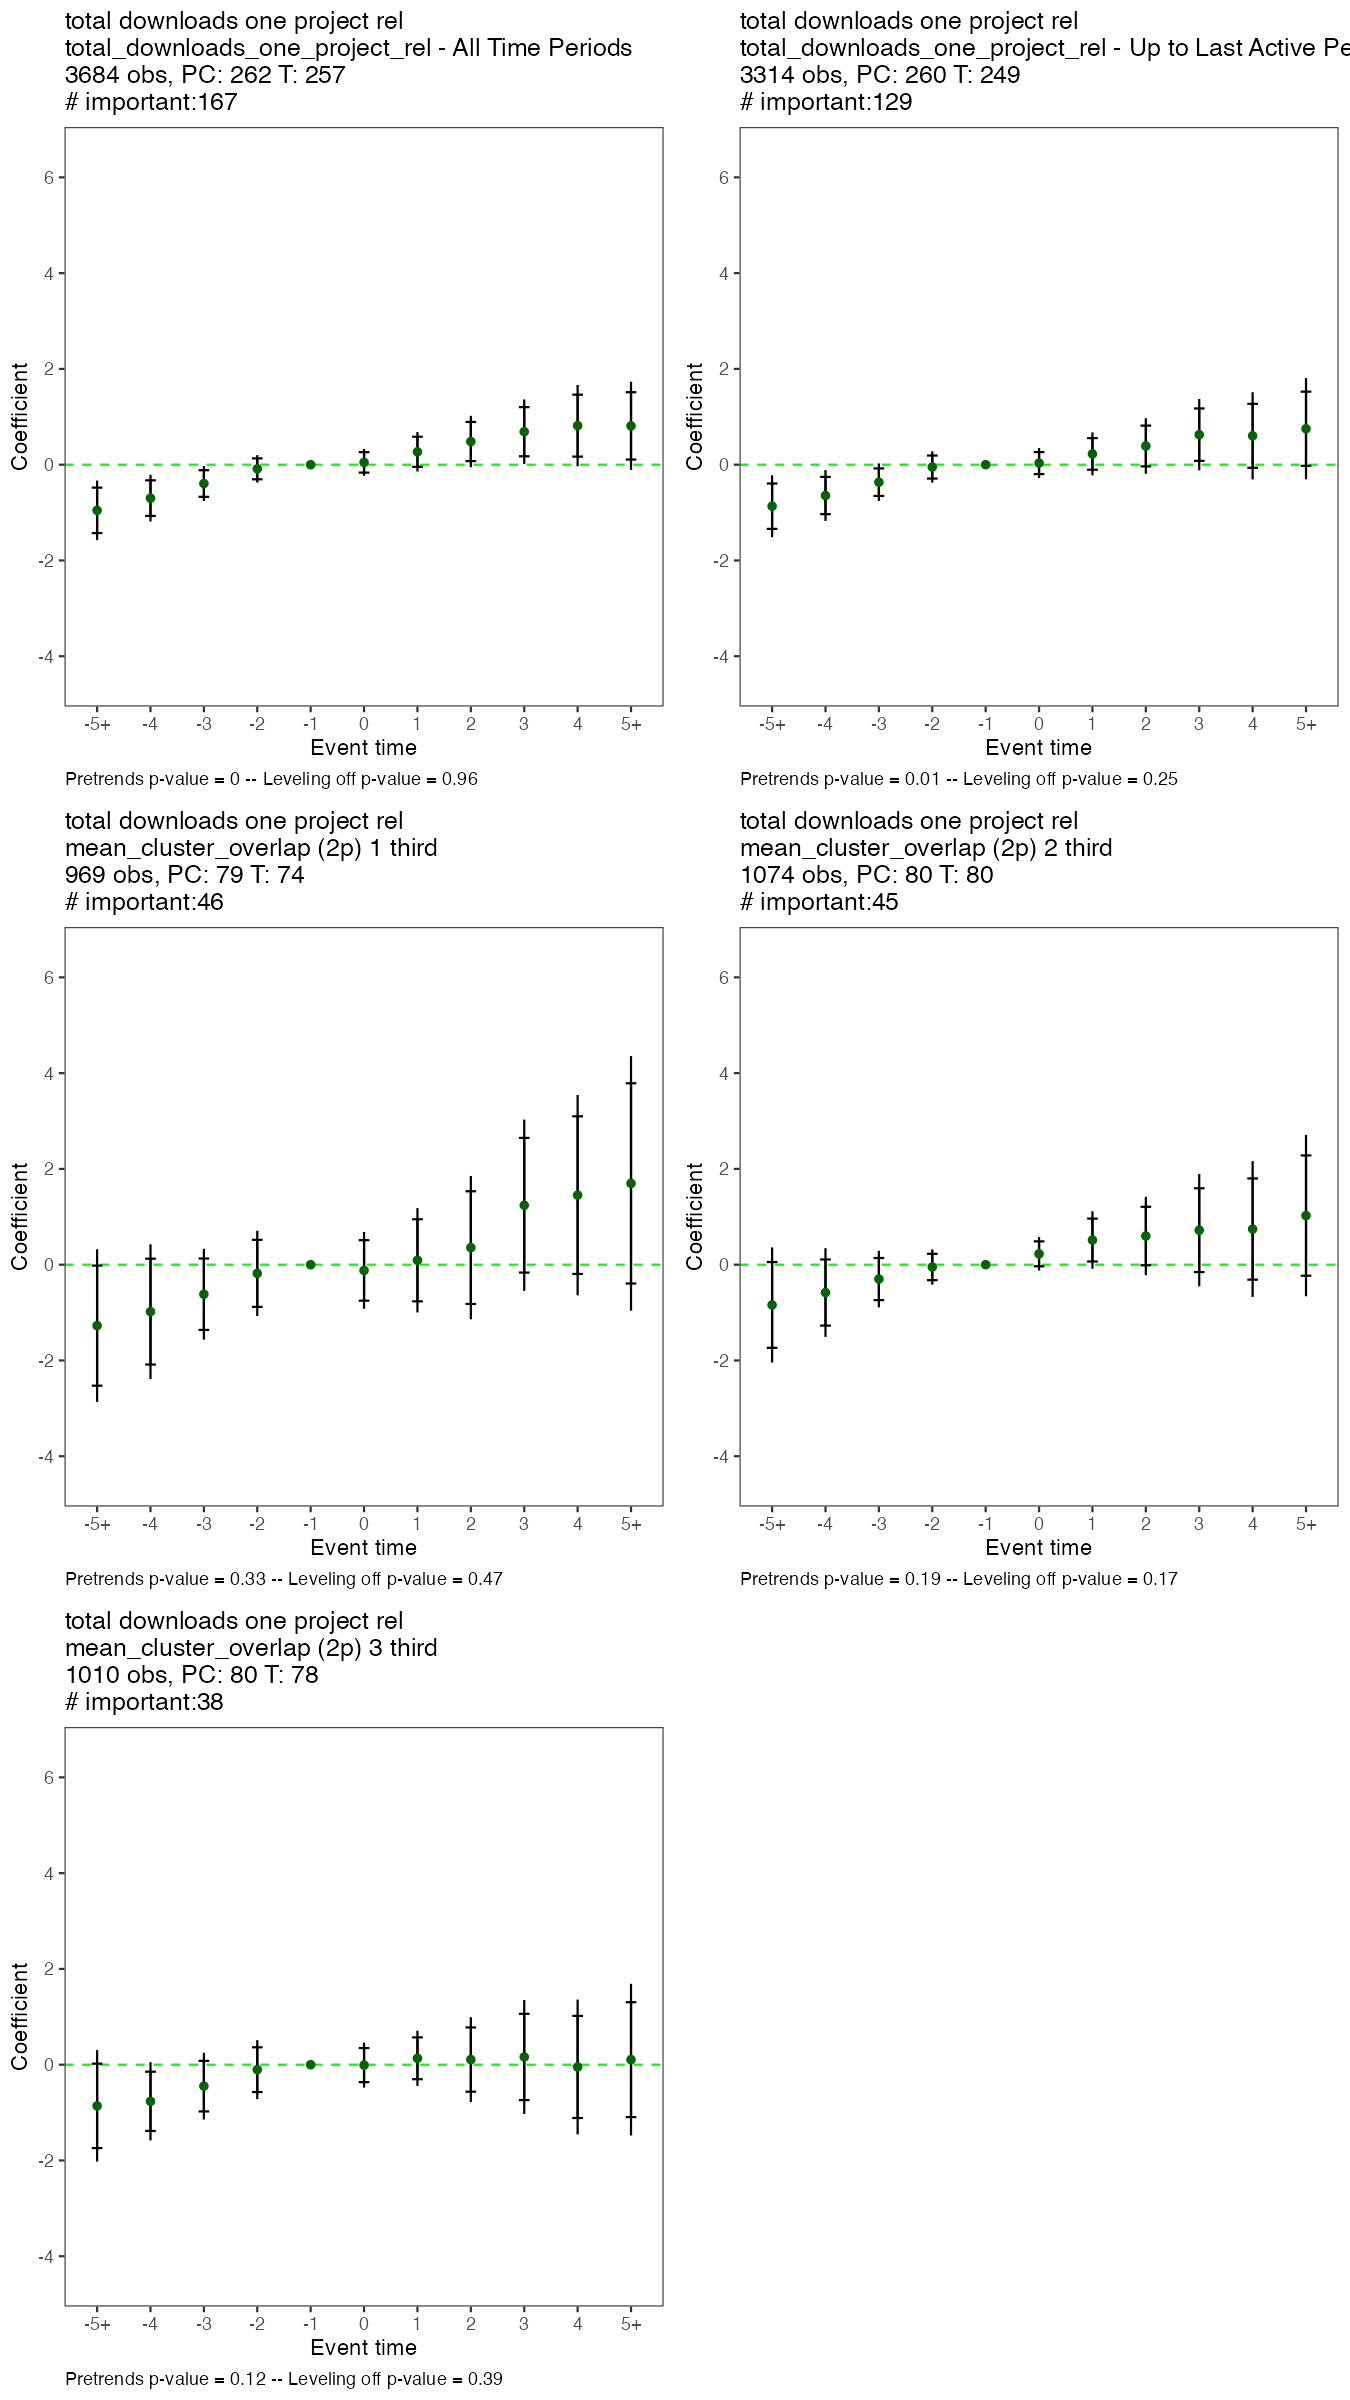 total downloads one project rel
total_downloads_one_project_rel - All Time Periods
3684 obs, PC: 262 T: 257
# important:167
6
4
2
0
-2
-4
Coefficient
-5+ -4 -3 -2 -1 0 1 2 3 4 5+
Event time
Pretrends p-value = 0 -- Leveling off p-value = 0.96
total downloads one project rel
total_downloads_one_project_rel - Up to Last Active Pe
3314 obs, PC: 260 T: 249
# important:129
6
4
2
0
-2
-4
Coefficient
-5+ -4 -3 -2 -1 0 1 2 3 4 5+
Event time
Pretrends p-value = 0.01 -- Leveling off p-value = 0.25
total downloads one project rel
mean_cluster_overlap (2p) 1 third
969 obs, PC: 79 T: 74
# important:46
6
4
2
0
-2
-4
Coefficient
-5+ -4 -3 -2 -1 0 1 2 3 4 5+
Event time
Pretrends p-value = 0.33 -- Leveling off p-value = 0.47
total downloads one project rel
mean_cluster_overlap (2p) 2 third
1074 obs, PC: 80 T: 80
# important:45
6
4
2
0
-2
-4
Coefficient
-5+ -4 -3 -2 -1 0 1 2 3 4 5+
Event time
Pretrends p-value = 0.19 -- Leveling off p-value = 0.17
total downloads one project rel
mean_cluster_overlap (2p) 3 third
1010 obs, PC: 80 T: 78
# important:38
6
4
2
0
-2
-4
Coefficient
-5+ -4 -3 -2 -1 0 1 2 3 4 5+
Event time
Pretrends p-value = 0.12 -- Leveling off p-value = 0.39